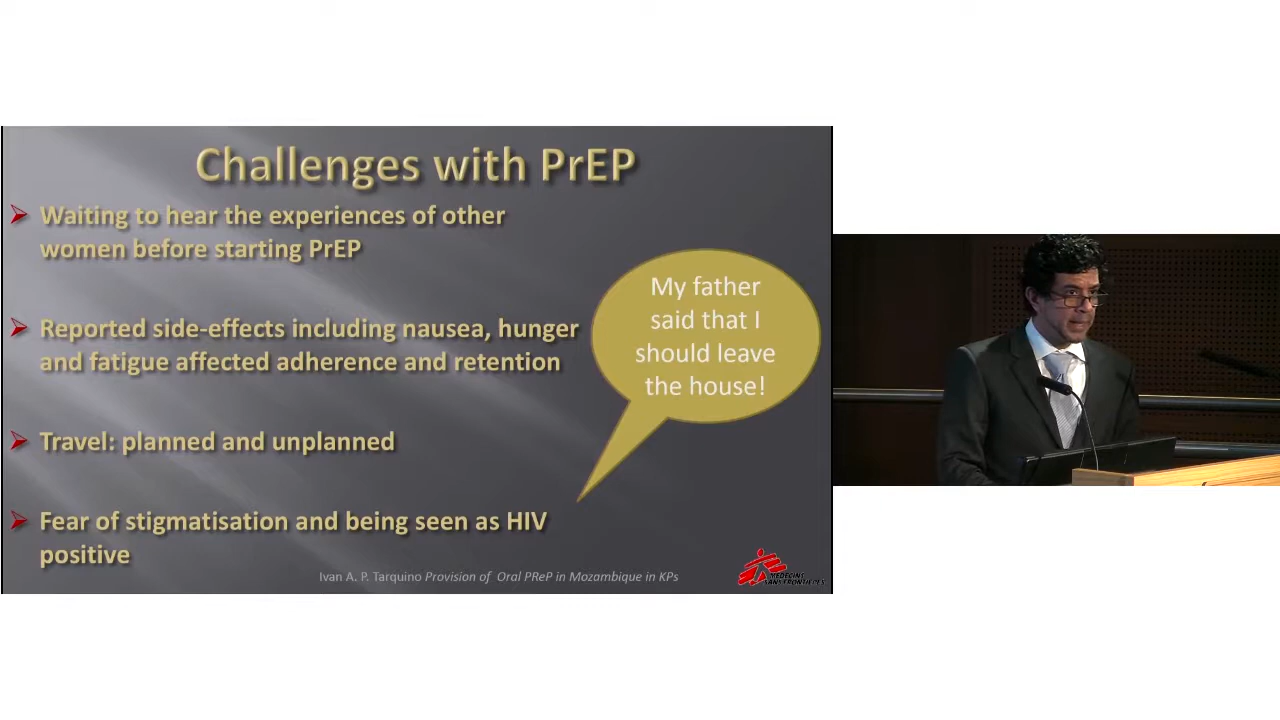 Challenges with PrEP
Waiting to hear the experiences of other
women before starting PrEP
Reported side-effects including nausea, hunger
and fatigue affected adherence and retention
Travel: planned and unplanned
Fear of stigmatisation and being seen as HIV
positive
My father
said that I
should leave
the house!
Ivan A. P. Tarquino Provision of Oral PReP in Mozambique in KPs
MEDECINS
SANS FRONTIERES